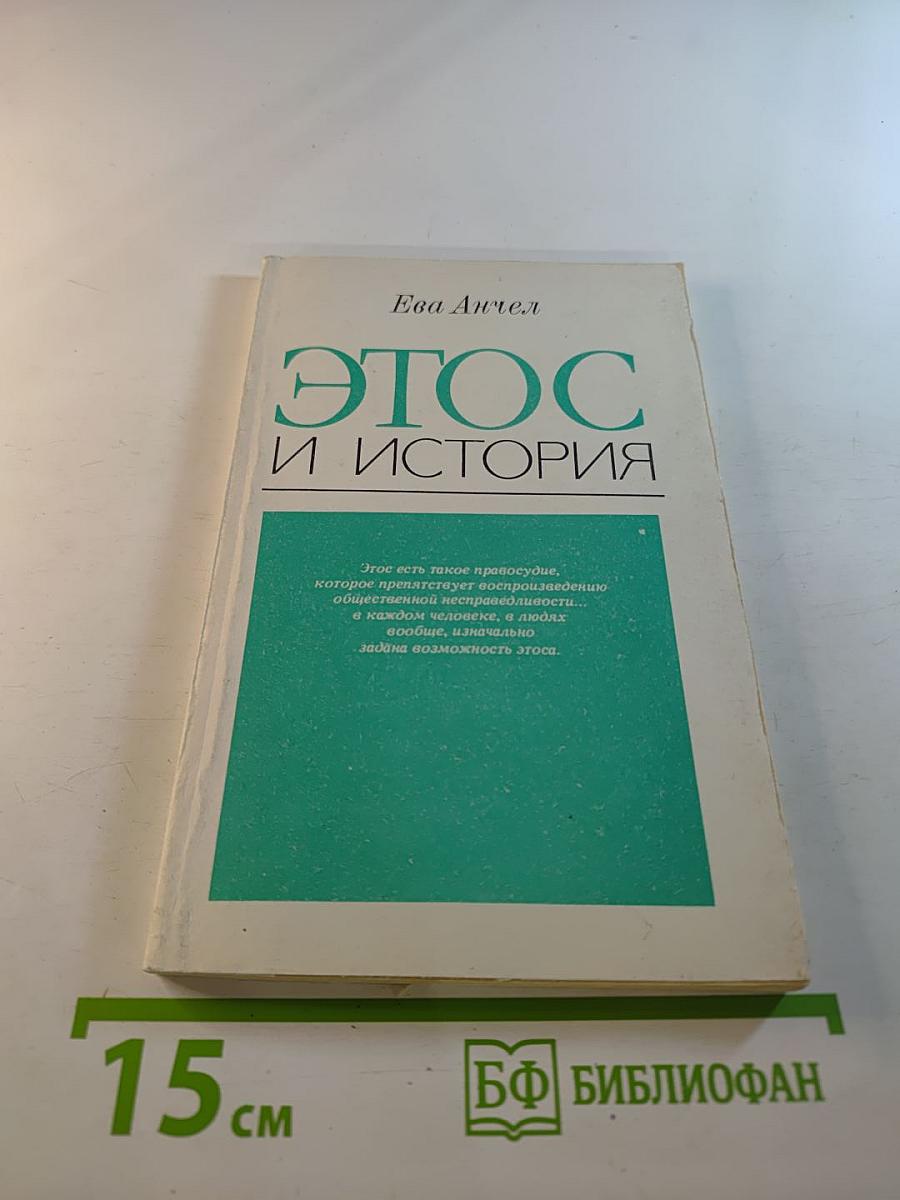 Ева Анчел
ЭТОС
И ИСТОРИЯ
Этос есть такое правосудие,
которое препятствует воспроизведению
общественной несправедливости...
в каждом человеке, в людях
вообще, изначально
задана возможность этоса.
15 см
БФ БИБЛИОФАН